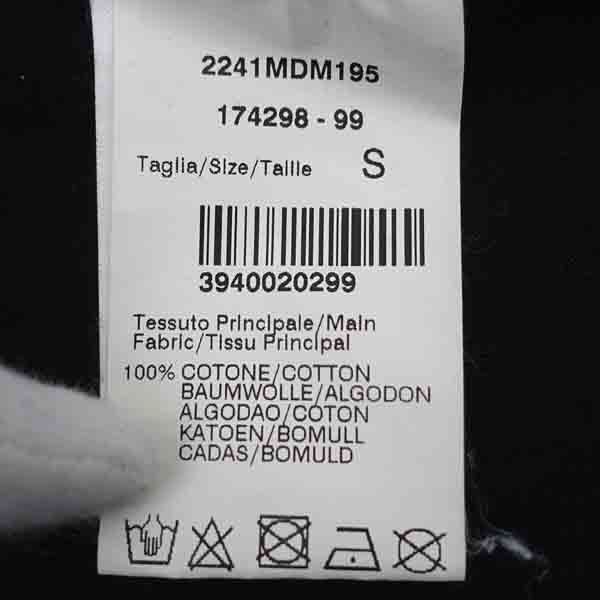 2241MDM195
174298 - 99
Taglia/Size/Taille S
3940020299
Tessuto Principale/Main
Fabric/Tissu Principal
100% COTONE/COTTON
BAUMWOLLE/ALGODON
ALGODAO/COTON
KATOEN/BOMULL
CADAS/BOMULD